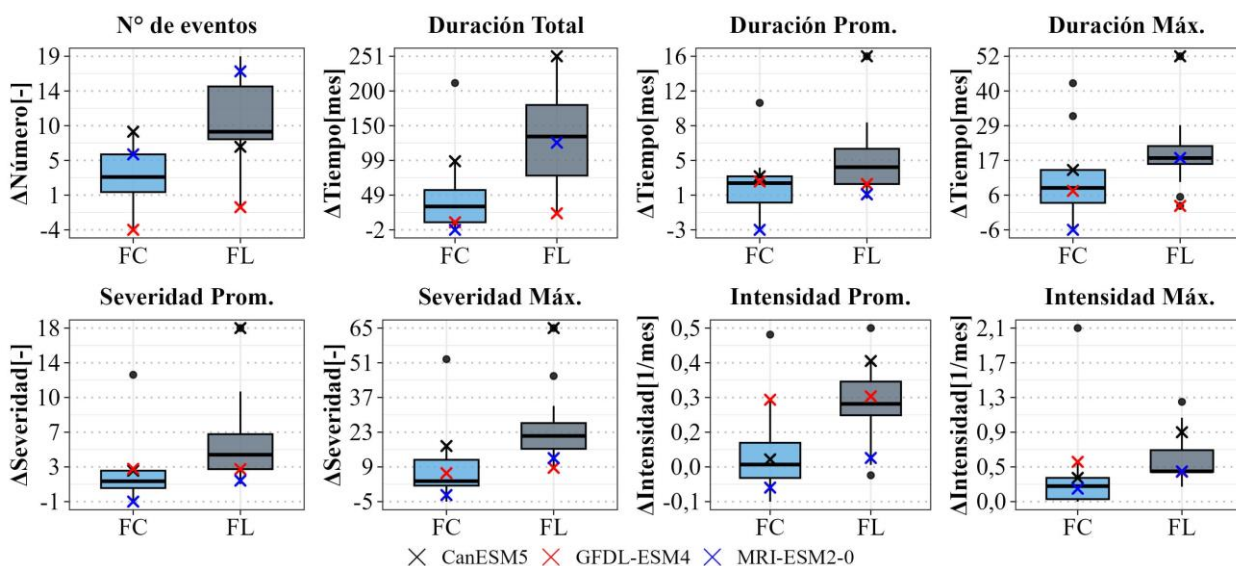 N° de eventos
ΔNúmero[-]
19
14
10
5
1
-4
FC FL
Duración Total
ΔTiempo[mes]
251
200
150
99
49
-2
FC FL
Duración Prom.
ΔTiempo[mes]
16
12
8
5
1
-3
FC FL
Duración Máx.
ΔTiempo[mes]
52
40
29
17
6
-6
FC FL
Severidad Prom.
ΔSeveridad[-]
18
14
10
7
3
-1
FC FL
Severidad Máx.
ΔSeveridad[-]
65
51
37
23
9
-5
FC FL
Intensidad Prom.
ΔIntensidad[1/mes]
0,5
0,4
0,3
0,2
0,0
-0,1
FC FL
Intensidad Máx.
ΔIntensidad[1/mes]
2,1
1,7
1,3
0,9
0,5
0,0
FC FL
CanESM5 GFDL-ESM4 MRI-ESM2-0